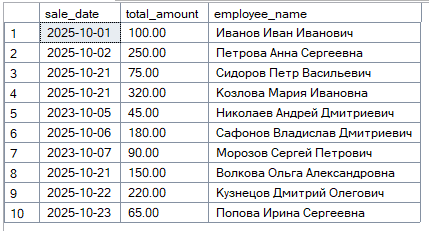 sale_date total_amount employee_name
1 2025-10-01 100.00 Иванов Иван Иванович
2 2025-10-02 250.00 Петрова Анна Сергеевна
3 2025-10-21 75.00 Сидоров Петр Васильевич
4 2025-10-21 320.00 Козлова Мария Ивановна
5 2023-10-05 45.00 Николаев Андрей Дмитриевич
6 2025-10-06 180.00 Сафонов Владислав Дмитриевич
7 2023-10-07 90.00 Морозов Сергей Петрович
8 2025-10-21 150.00 Волкова Ольга Александровна
9 2025-10-22 220.00 Кузнецов Дмитрий Олегович
10 2025-10-23 65.00 Попова Ирина Сергеевна